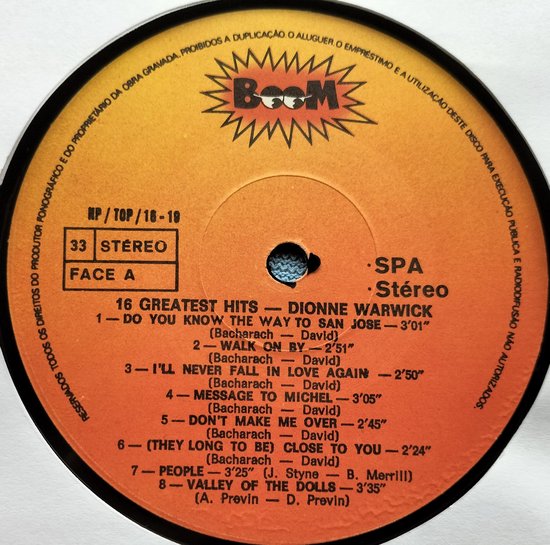 RESERVADOS TODOS OS DIREITOS DO PRODUTOR FONOGRÁFICO E DO PROPRIETÁRIO DA OBRA GRAVADA. PROIBIDOS A DUPLICAÇÃO O ALUGUER, O EMPRÉSTIMO E A UTILIZAÇÃO DESTE DISCO PARA EXECUÇÃO PÚBLICA E RADIODIFUSÃO NÃO AUTORIZADOS.
BOOM
NP/TOP/16-19
33 STÉREO
FACE A
·SPA
·Stéreo
16 GREATEST HITS — DIONNE WARWICK
1 — DO YOU KNOW THE WAY TO SAN JOSE — 3'01"
(Bacharach — David)
2 — WALK ON BY — 2'51"
(Bacharach — David)
3 — I'LL NEVER FALL IN LOVE AGAIN — 2'50"
(Bacharach — David)
4 — MESSAGE TO MICHEL — 3'05"
(Bacharach — David)
5 — DON'T MAKE ME OVER — 2'45"
(Bacharach — David)
6 — (THEY LONG TO BE) CLOSE TO YOU — 2'24"
(Bacharach — David)
7 — PEOPLE — 3'25" (J. Styne — B. Merrill)
8 — VALLEY OF THE DOLLS — 3'35"
(A. Previn — D. Previn)